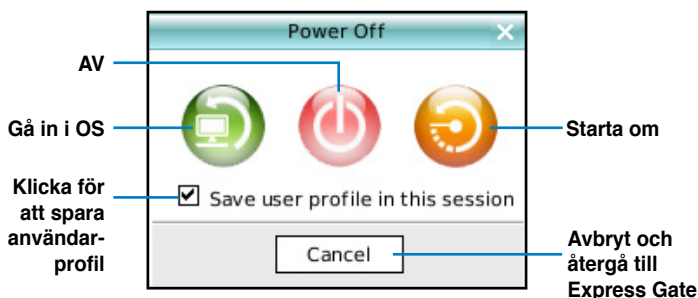 Power Off
AV
Gå in i OS
Starta om
Klicka för
att spara
användar-
profil
Save user profile in this session
Cancel
Avbryt och
återgå till
Express Gate